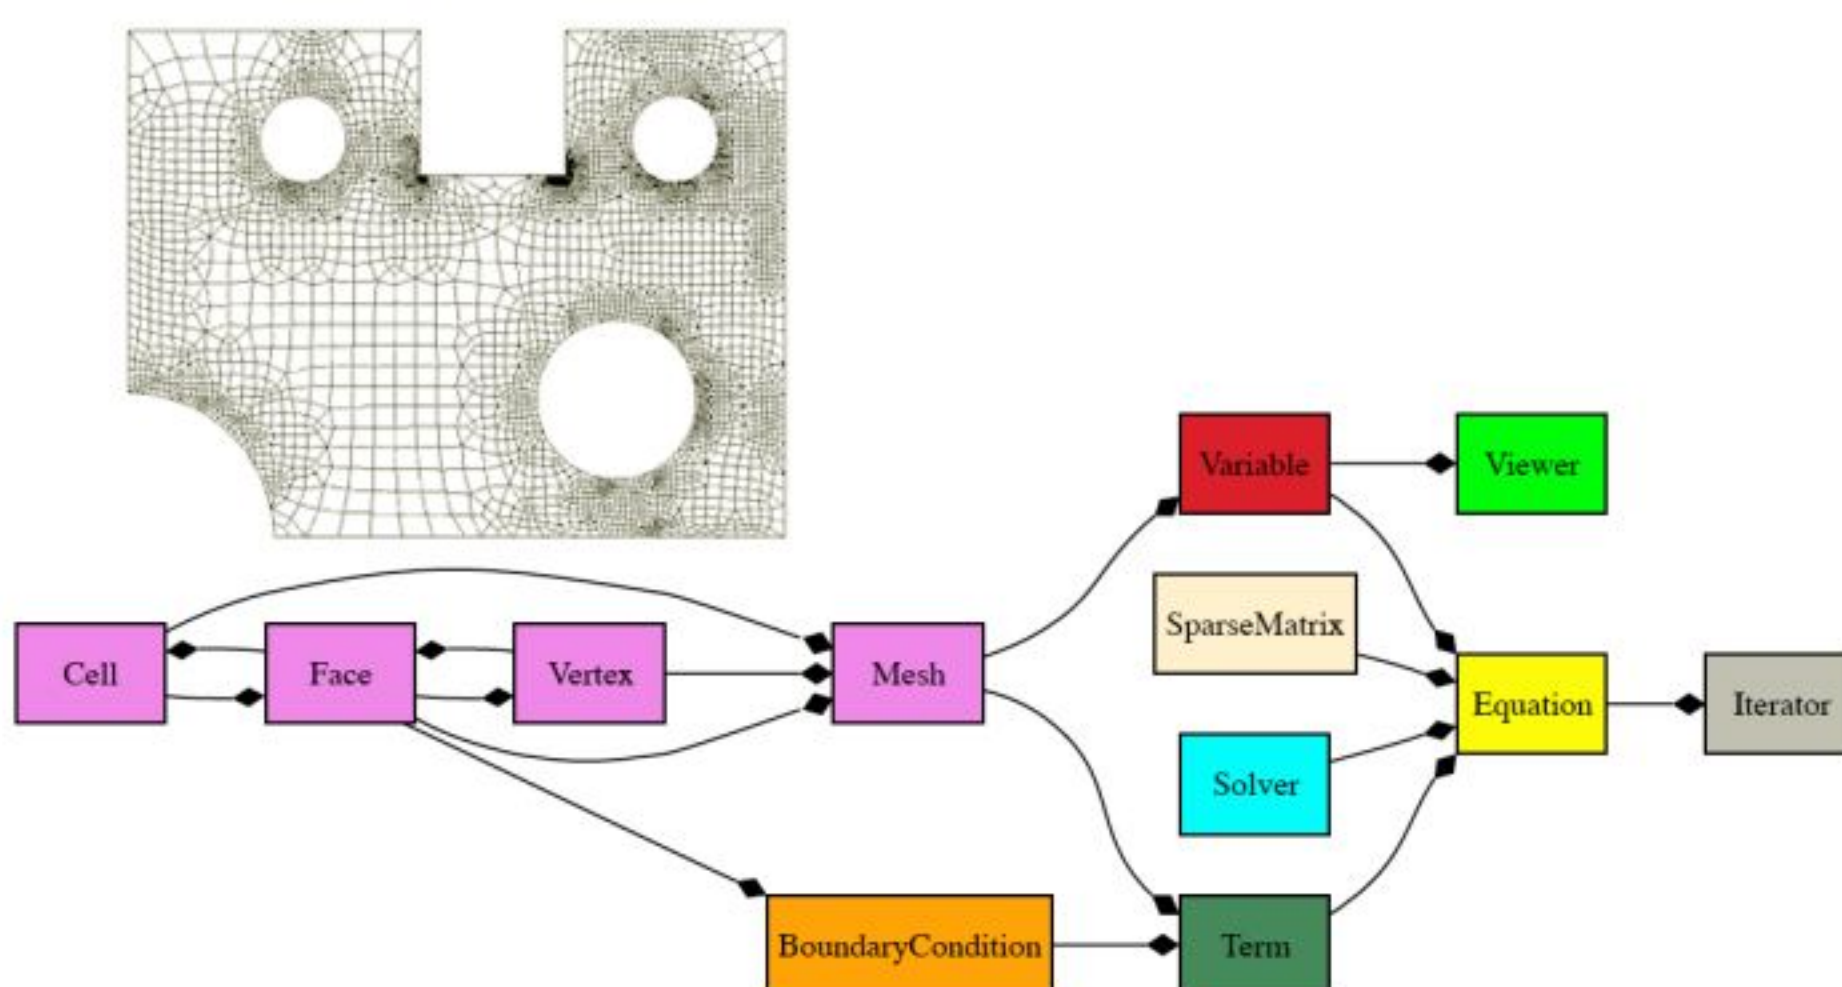 Variable
Viewer
SparseMatrix
Cell
Face
Vertex
Mesh
Equation
Iterator
Solver
BoundaryCondition
Term